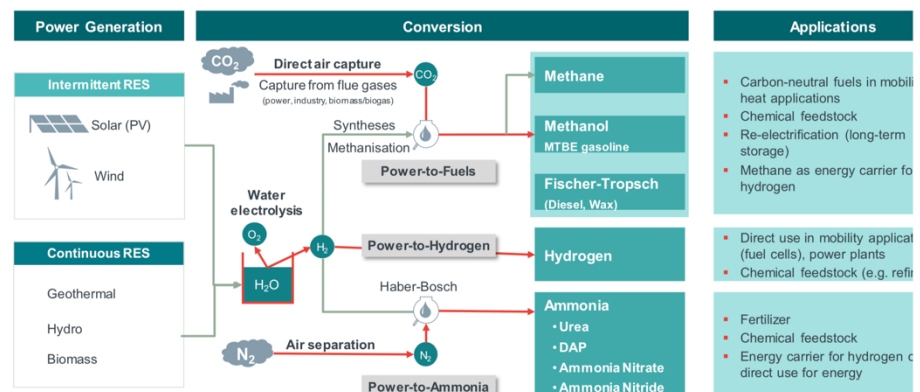 Power Generation
Conversion
Applications
Intermittent RES
Solar (PV)
Wind
Continuous RES
Geothermal
Hydro
Biomass
CO2
Direct air capture
CO2
Capture from flue gases
(power, industry, biomass/biogas)
Syntheses
Methanisation
Power-to-Fuels
Water
electrolysis
O2
H2
H2O
Power-to-Hydrogen
Haber-Bosch
N2
Air separation
N2
Power-to-Ammonia
Methane
Methanol
MTBE gasoline
Fischer-Tropsch
(Diesel, Wax)
Hydrogen
Ammonia
• Urea
• DAP
• Ammonia Nitrate
• Ammonia Nitride
▪ Carbon-neutral fuels in
heat applications
▪ Chemical feedstock
▪ Re-electrification (long-term
storage)
▪ Methane as energy carrier
hydrogen
▪ Direct use in mobility
(fuel cells), power plants
▪ Chemical feedstock (e.g.
▪ Fertilizer
▪ Chemical feedstock
▪ Energy carrier for hydrogen
direct use for energy